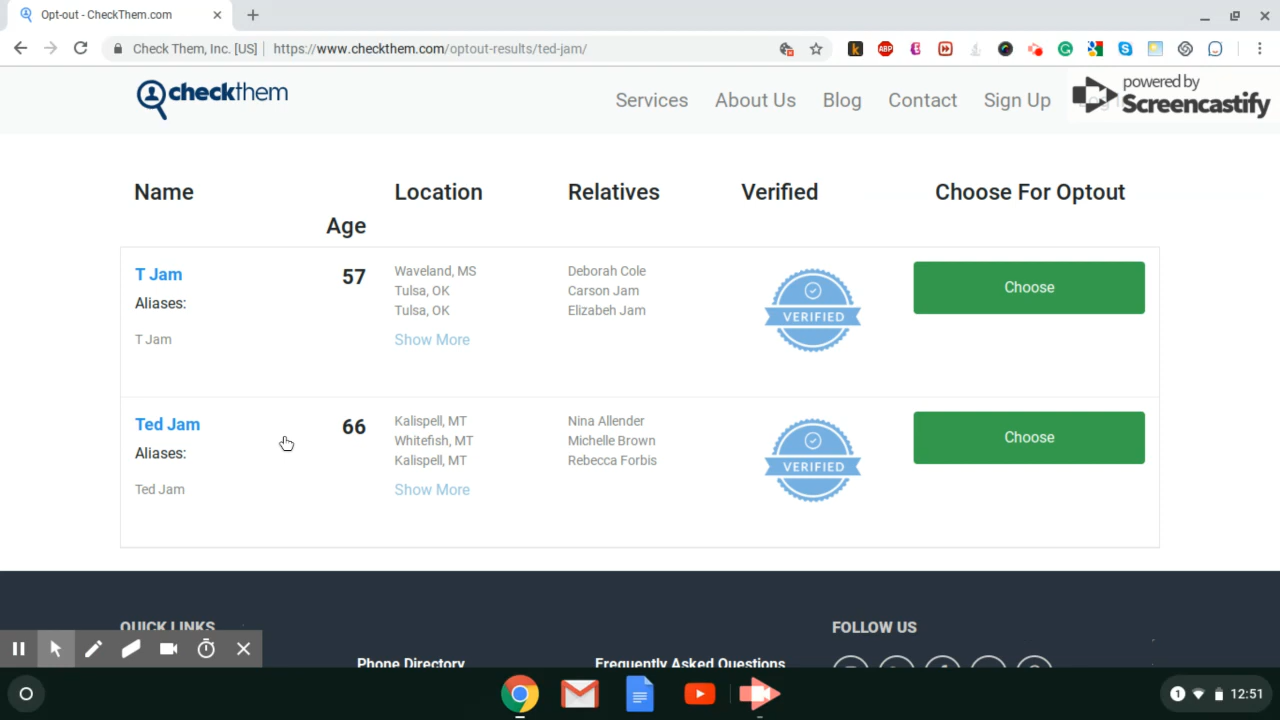 Opt-out - CheckThem.com
Check Them, Inc. [US]
https://www.checkthem.com/optout-results/ted-jam/
ABP
checkthem
Services
About Us
Blog
Contact
Sign Up
powered by
Screencastify
Name
Age
Location
Relatives
Verified
Choose For Optout
T Jam
57
Waveland, MS
Deborah Cole
Choose
Tulsa, OK
Carson Jam
Aliases:
Tulsa, OK
Elizabeh Jam
VERIFIED
T Jam
Show More
Ted Jam
66
Kalispell, MT
Nina Allender
Choose
Whitefish, MT
Michelle Brown
Aliases:
Kalispell, MT
Rebecca Forbis
VERIFIED
Ted Jam
Show More
QUICK LINKS
FOLLOW US
Phone Directory
Frequently Asked Questions
1
12:51